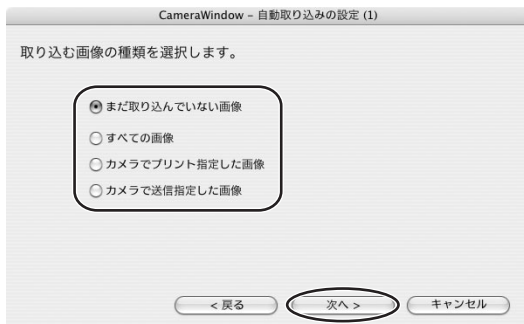 CameraWindow – 自動取り込みの設定 (1)
取り込む画像の種類を選択します。
まだ取り込んでいない画像
すべての画像
カメラでプリント指定した画像
カメラで送信指定した画像
< 戻る 次へ > キャンセル